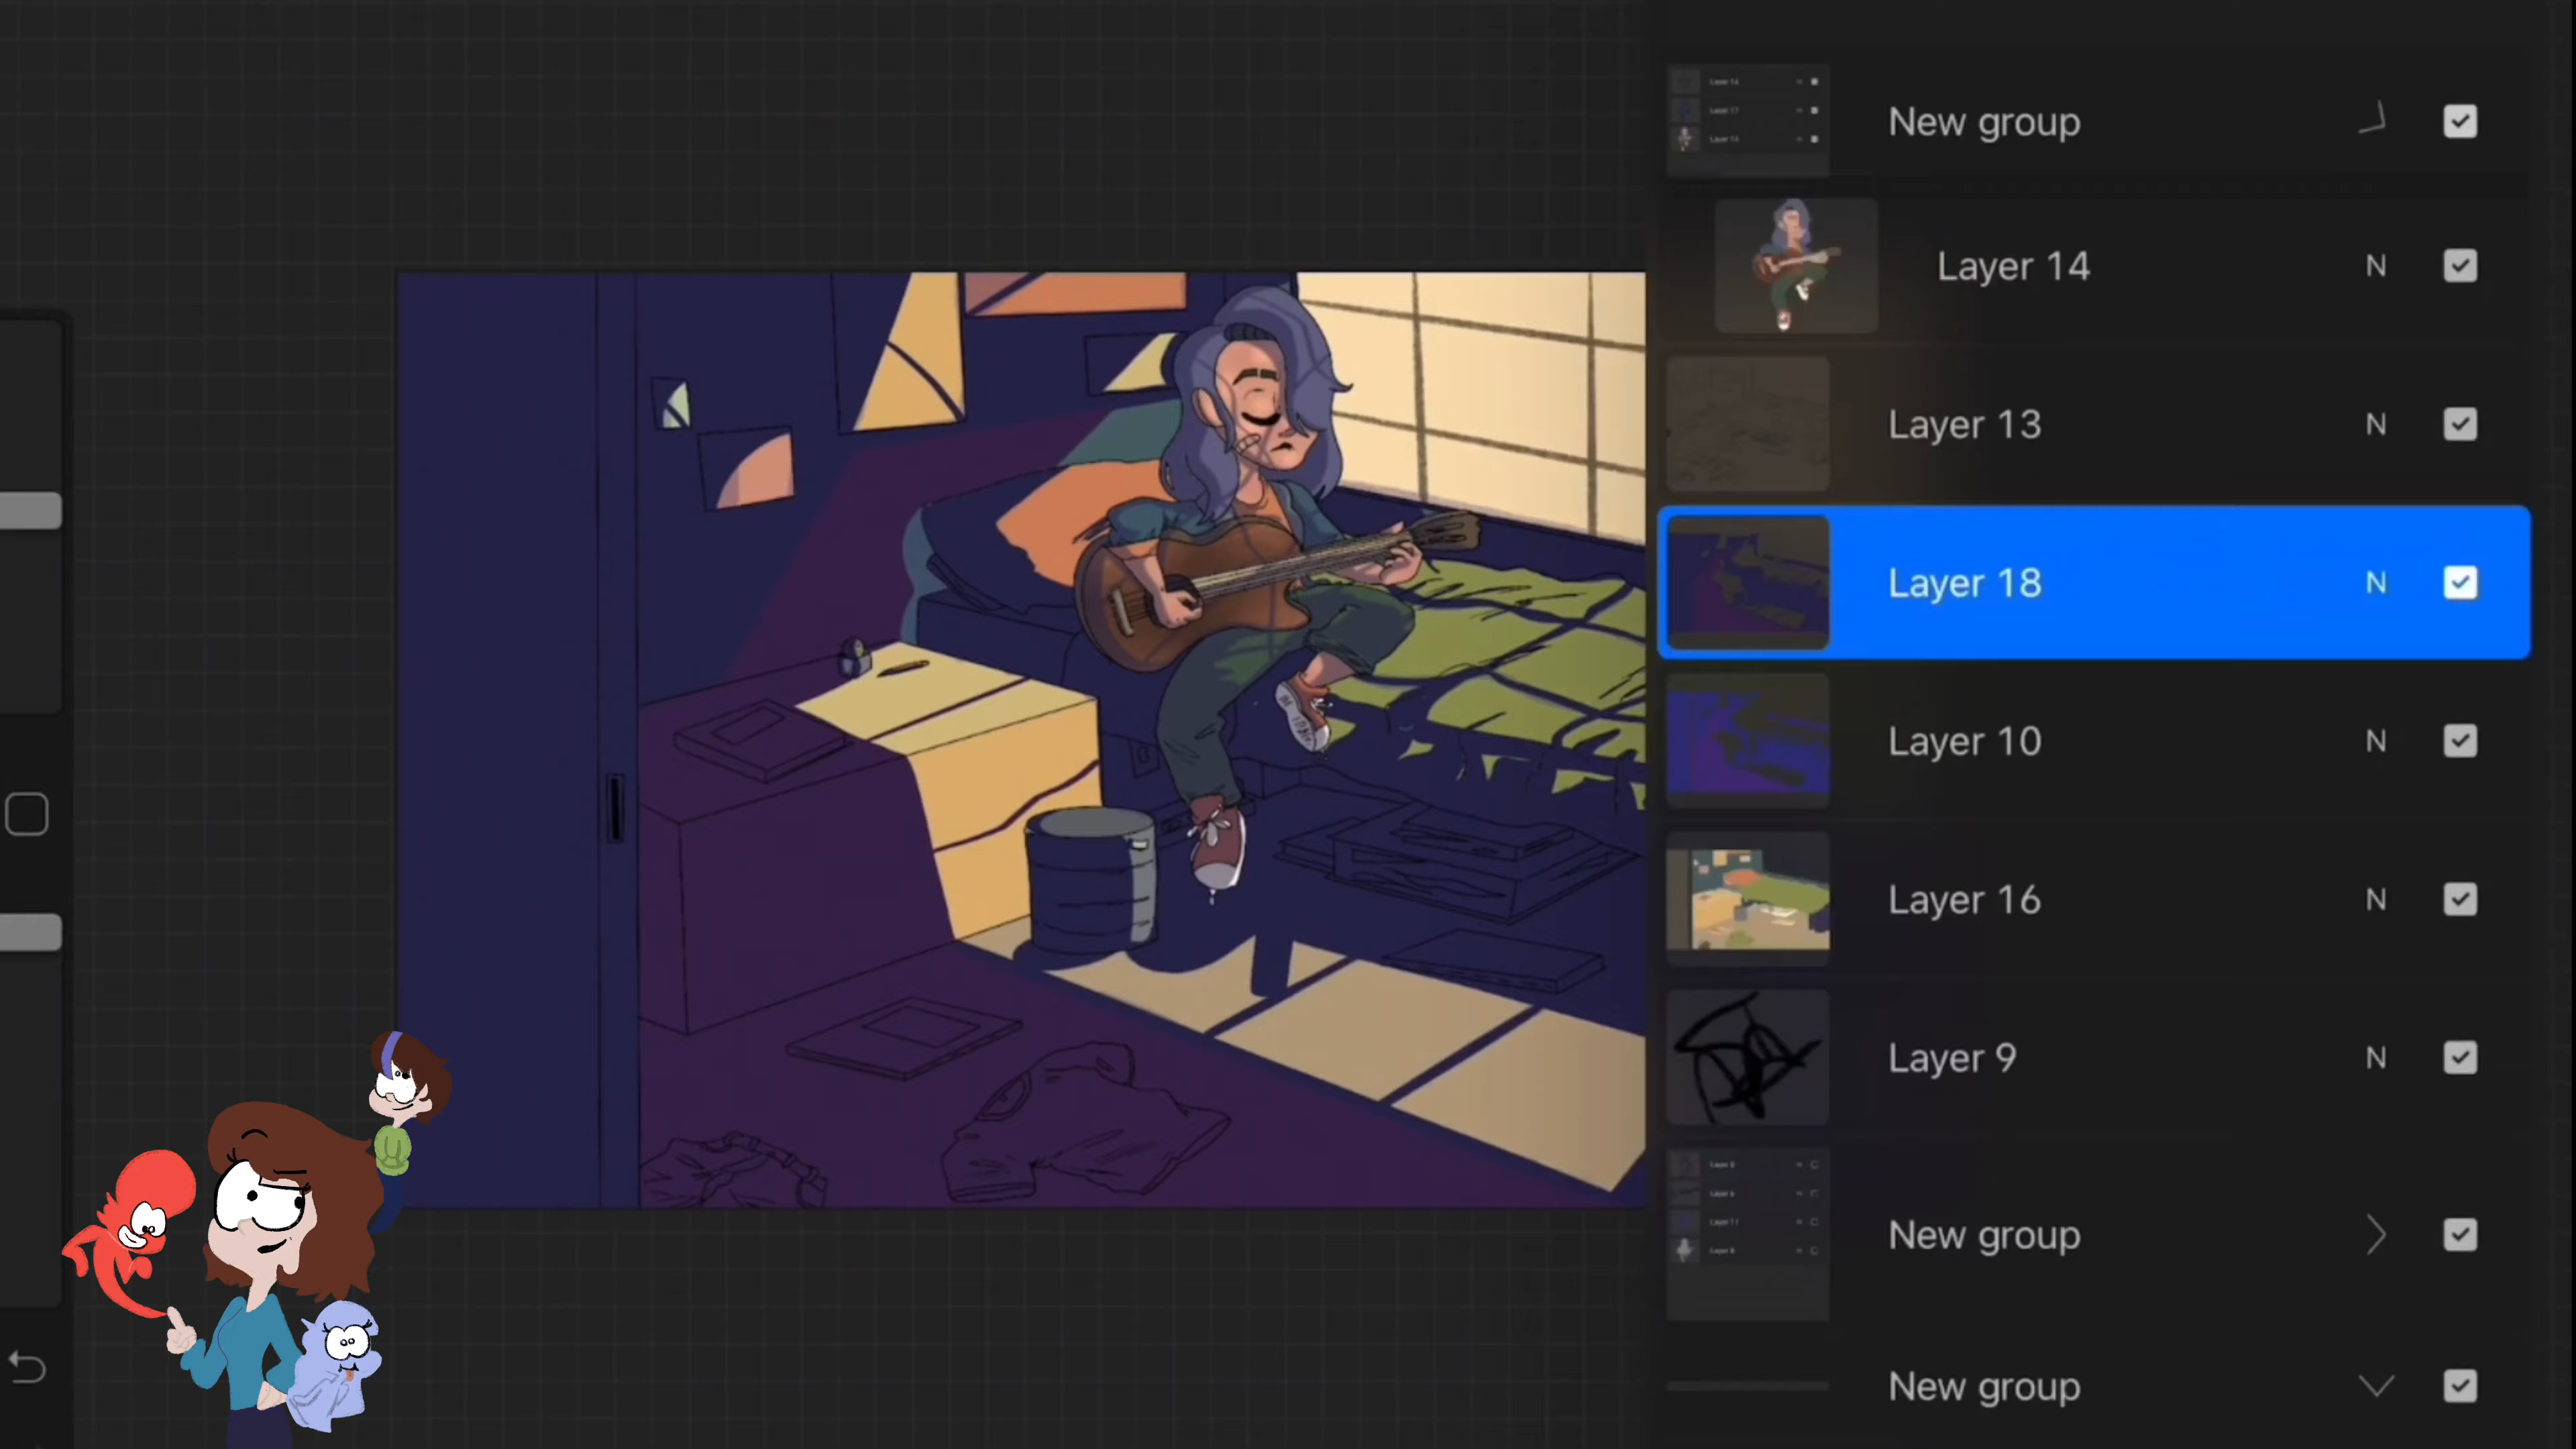 New group
Layer 14
N
Layer 13
N
Layer 18
N
Layer 10
N
Layer 16
N
Layer 9
N
New group
New group